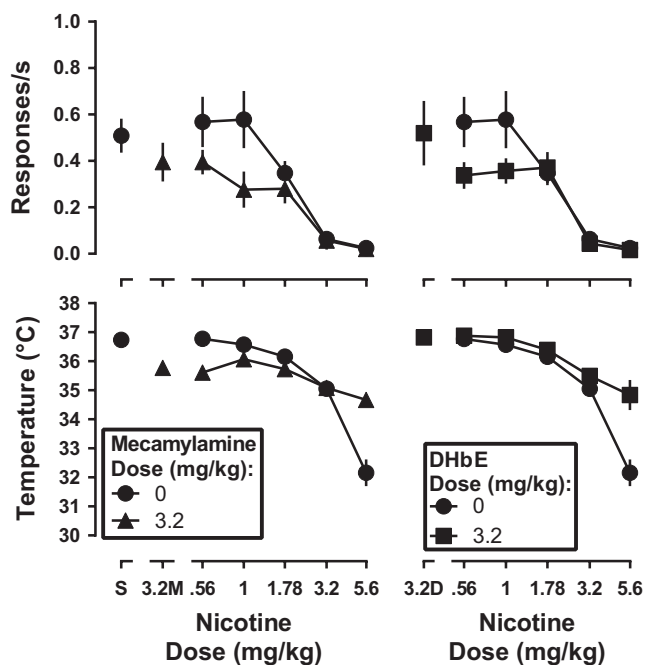 Responses/s
1.0
0.8
0.6
0.4
0.2
0.0
Temperature (°C)
38
37
36
35
34
33
32
31
30
Mecamylamine
Dose (mg/kg):
0
3.2
DHbE
Dose (mg/kg):
0
3.2
S 3.2M .56 1 1.78 3.2 5.6
3.2D .56 1 1.78 3.2 5.6
Nicotine
Dose (mg/kg)
Nicotine
Dose (mg/kg)